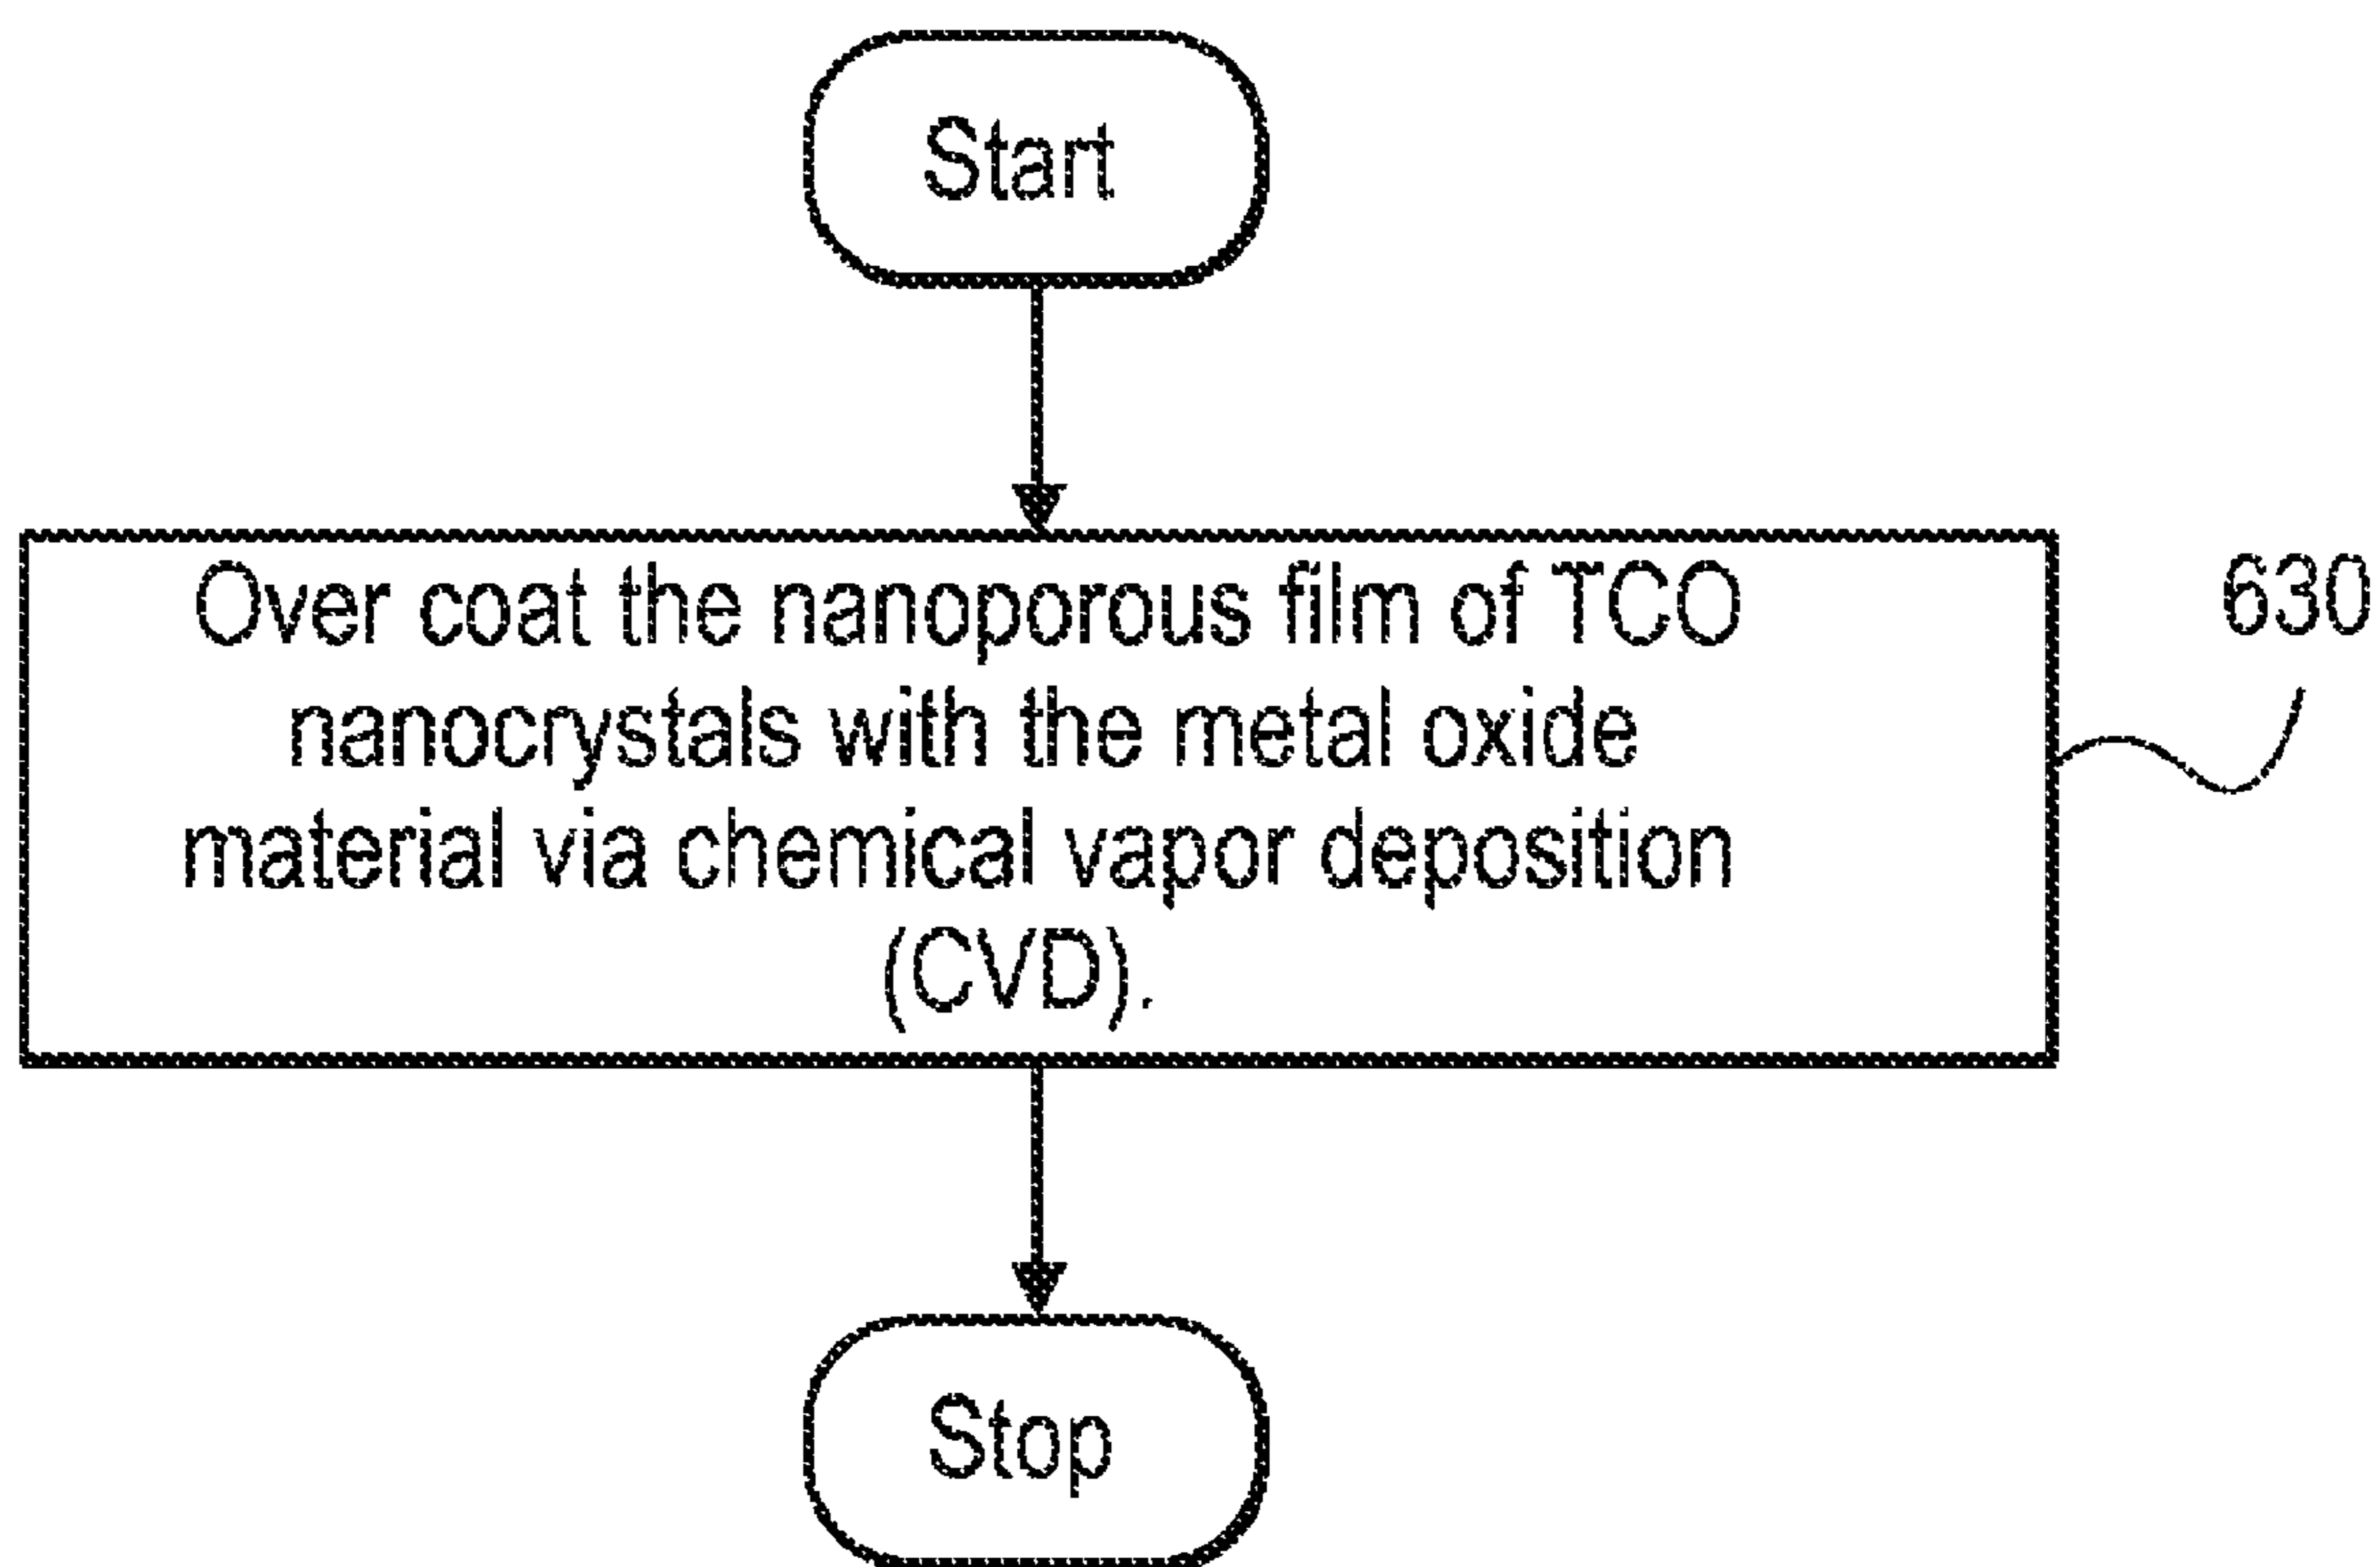 Start
Over coat the nanoporous film of TCO
630
nanocrystals with the metal oxide
material via chemical vapor deposition
(CVD).
Stop